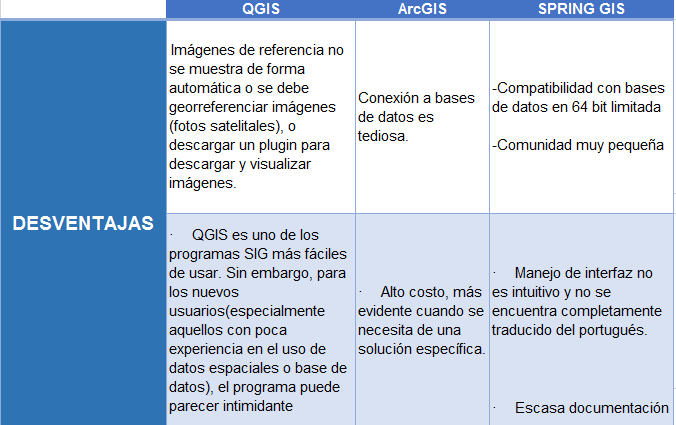 QGIS
ArcGIS
SPRING GIS
DESVENTAJAS
Imágenes de referencia no
se muestra de forma
automática o se debe
georreferenciar imágenes
(fotos satelitales), o
descargar un plugin para
descargar y visualizar
imágenes.
Conexión a bases
de datos es
tediosa.
-Compatibilidad con bases
de datos en 64 bit limitada
-Comunidad muy pequeña
· QGIS es uno de los
programas SIG más fáciles
de usar. Sin embargo, para
los nuevos
usuarios(especialmente
aquellos con poca
experiencia en el uso de
datos espaciales o base de
datos), el programa puede
parecer intimidante
· Alto costo, más
evidente cuando se
necesita de una
solución específica.
· Manejo de interfaz no
es intuitivo y no se
encuentra completamente
traducido del portugués.
· Escasa documentación